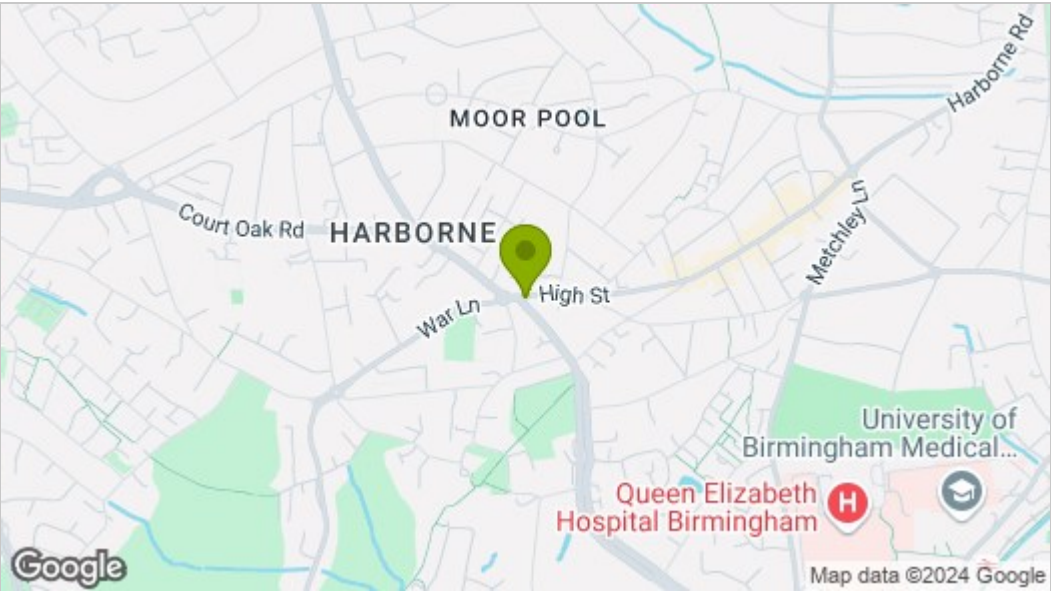 Harborne Rd
MOOR POOL
Metchley Ln
Court Oak Rd
HARBORNE
High St
War Ln
University of
Birmingham Medical...
Queen Elizabeth
Hospital Birmingham
H
Google
Map data ©2024 Google